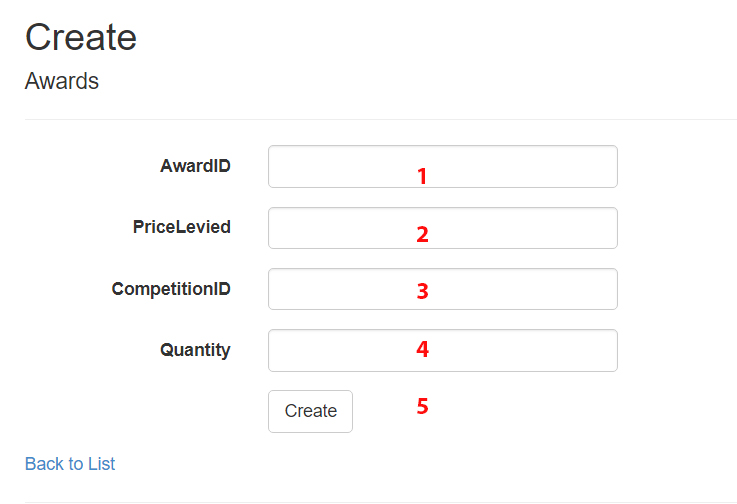 Create
Awards
AwardID 1
PriceLevied 2
CompetitionID 3
Quantity 4
Create 5
Back to List